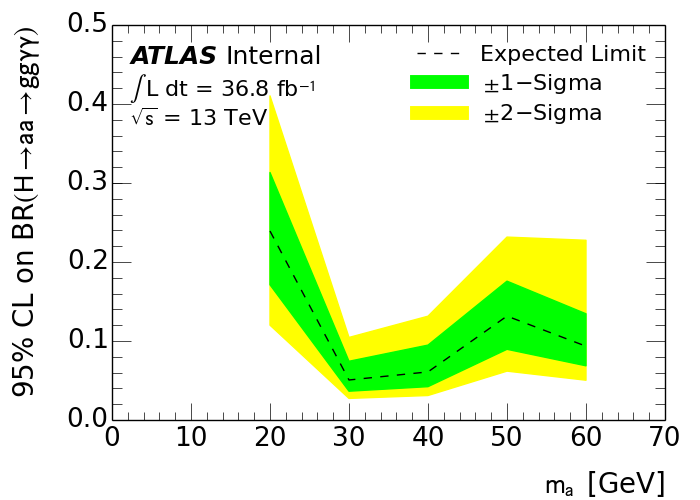 95% CL on BR(H→aa→ggγγ)
0.5
0.4
0.3
0.2
0.1
0.0
ATLAS Internal
∫L dt = 36.8 fb⁻¹
√s = 13 TeV
Expected Limit
±1−Sigma
±2−Sigma
0 10 20 30 40 50 60 70
mₐ [GeV]